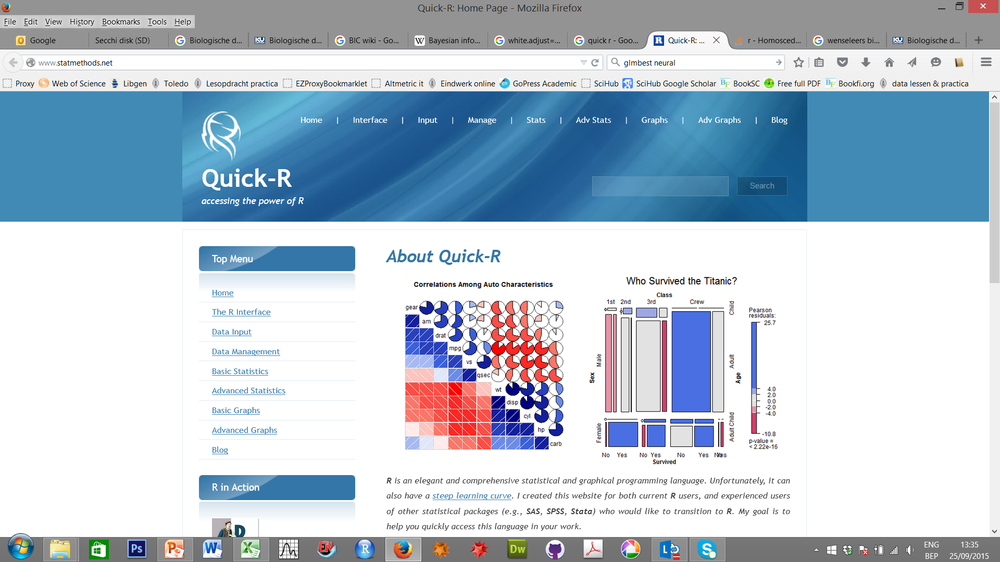 Quick-R: Home Page - Mozilla Firefox
File Edit View History Bookmarks Tools Help
Google Secchi disk (SD) Biologische d... Biologische d... BIC wiki - Go... Bayesian info... white.adjust=... quick r - Goo... Quick-R: ... r - Homosced... wenseleers bi... Biologische d...
www.statmethods.net glmbest neural
Proxy Web of Science Libgen Toledo Lesopdracht practica EZProxyBookmarklet Altmetric it Eindwerk online GoPress Academic SciHub SciHub Google Scholar BookSC Free full PDF Bookfi.org data lessen & practica
Home | Interface | Input | Manage | Stats | Adv Stats | Graphs | Adv Graphs | Blog
Quick-R
accessing the power of R
Search
Top Menu
Home
The R Interface
Data Input
Data Management
Basic Statistics
Advanced Statistics
Basic Graphs
Advanced Graphs
Blog
R in Action
About Quick-R
Correlations Among Auto Characteristics
gear
am
drat
mpg
vs
qsec
wt
disp
cyl
hp
carb
Who Survived the Titanic?
Class
1st 2nd 3rd Crew
Child
Adult
Age
Adult Child
Sex
Male
Female
No Yes No Yes No Yes No Yes
Survived
Pearson
residuals:
25.7
4.0
2.0
0.0
-2.0
-4.0
-10.8
p-value =
< 2.22e-16
R is an elegant and comprehensive statistical and graphical programming language. Unfortunately, it can
also have a steep learning curve. I created this website for both current R users, and experienced users
of other statistical packages (e.g., SAS, SPSS, Stata) who would like to transition to R. My goal is to
help you quickly access this language in your work.
ENG 13:35
BEP 25/09/2015